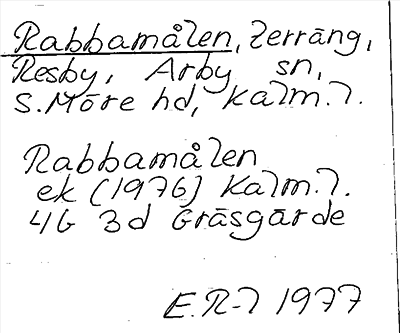 Rabbamålen, terräng,
Resby, Arby sn,
S. Möre hd, Kalm. l.
Rabbamålen
ek (1976) Kalm. l.
4G 3d Gräsgärde
E.R-l 1977